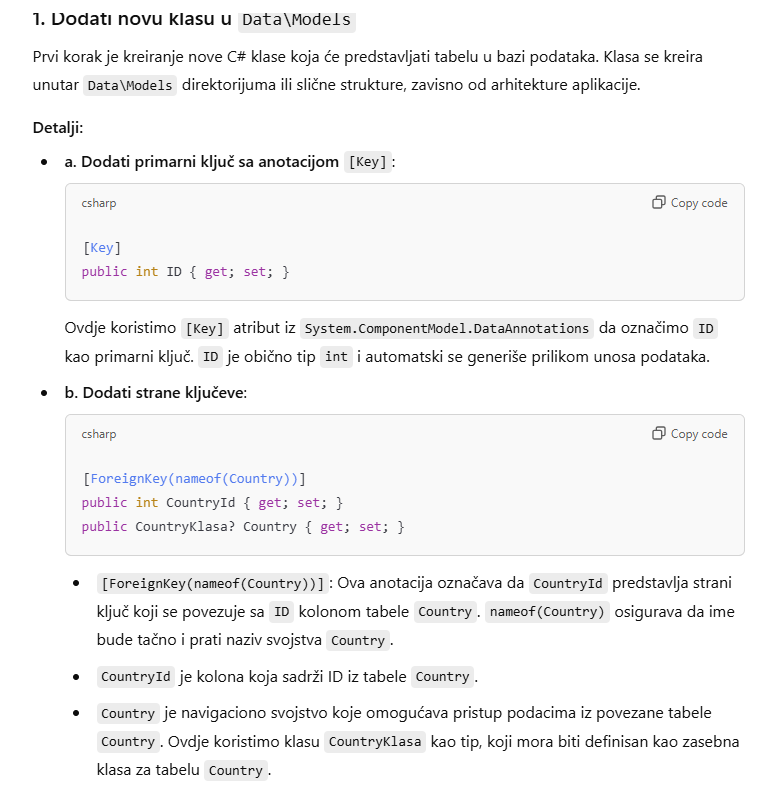 1. Dodati novu klasu u Data\Models
Prvi korak je kreiranje nove C# klase koja će predstavljati tabelu u bazi podataka. Klasa se kreira
unutar Data\Models direktorijuma ili slične strukture, zavisno od arhitekture aplikacije.
Detalji:
• a. Dodati primarni ključ sa anotacijom [Key]:
csharp Copy code
[Key]
public int ID { get; set; }
Ovdje koristimo [Key] atribut iz System.ComponentModel.DataAnnotations da označimo ID
kao primarni ključ. ID je obično tip int i automatski se generiše prilikom unosa podataka.
• b. Dodati strane ključeve:
csharp Copy code
[ForeignKey(nameof(Country))]
public int CountryId { get; set; }
public CountryKlasa? Country { get; set; }
• [ForeignKey(nameof(Country))]: Ova anotacija označava da CountryId predstavlja strani
ključ koji se povezuje sa ID kolonom tabele Country. nameof(Country) osigurava da ime
bude tačno i prati naziv svojstva Country.
• CountryId je kolona koja sadrži ID iz tabele Country.
• Country je navigaciono svojstvo koje omogućava pristup podacima iz povezane tabele
Country. Ovdje koristimo klasu CountryKlasa kao tip, koji mora biti definisan kao zasebna
klasa za tabelu Country.